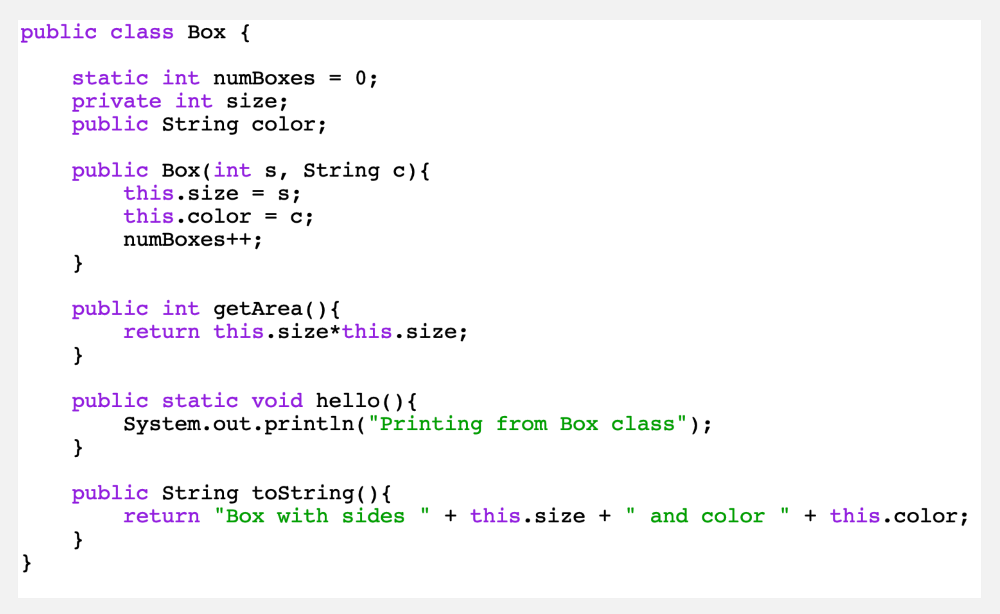 public class Box {
static int numBoxes = 0;
private int size;
public String color;
public Box(int s, String c){
this.size = s;
this.color = c;
numBoxes++;
}
public int getArea(){
return this.size*this.size;
}
public static void hello(){
System.out.println("Printing from Box class");
}
public String toString(){
return "Box with sides " + this.size + " and color " + this.color;
}
}